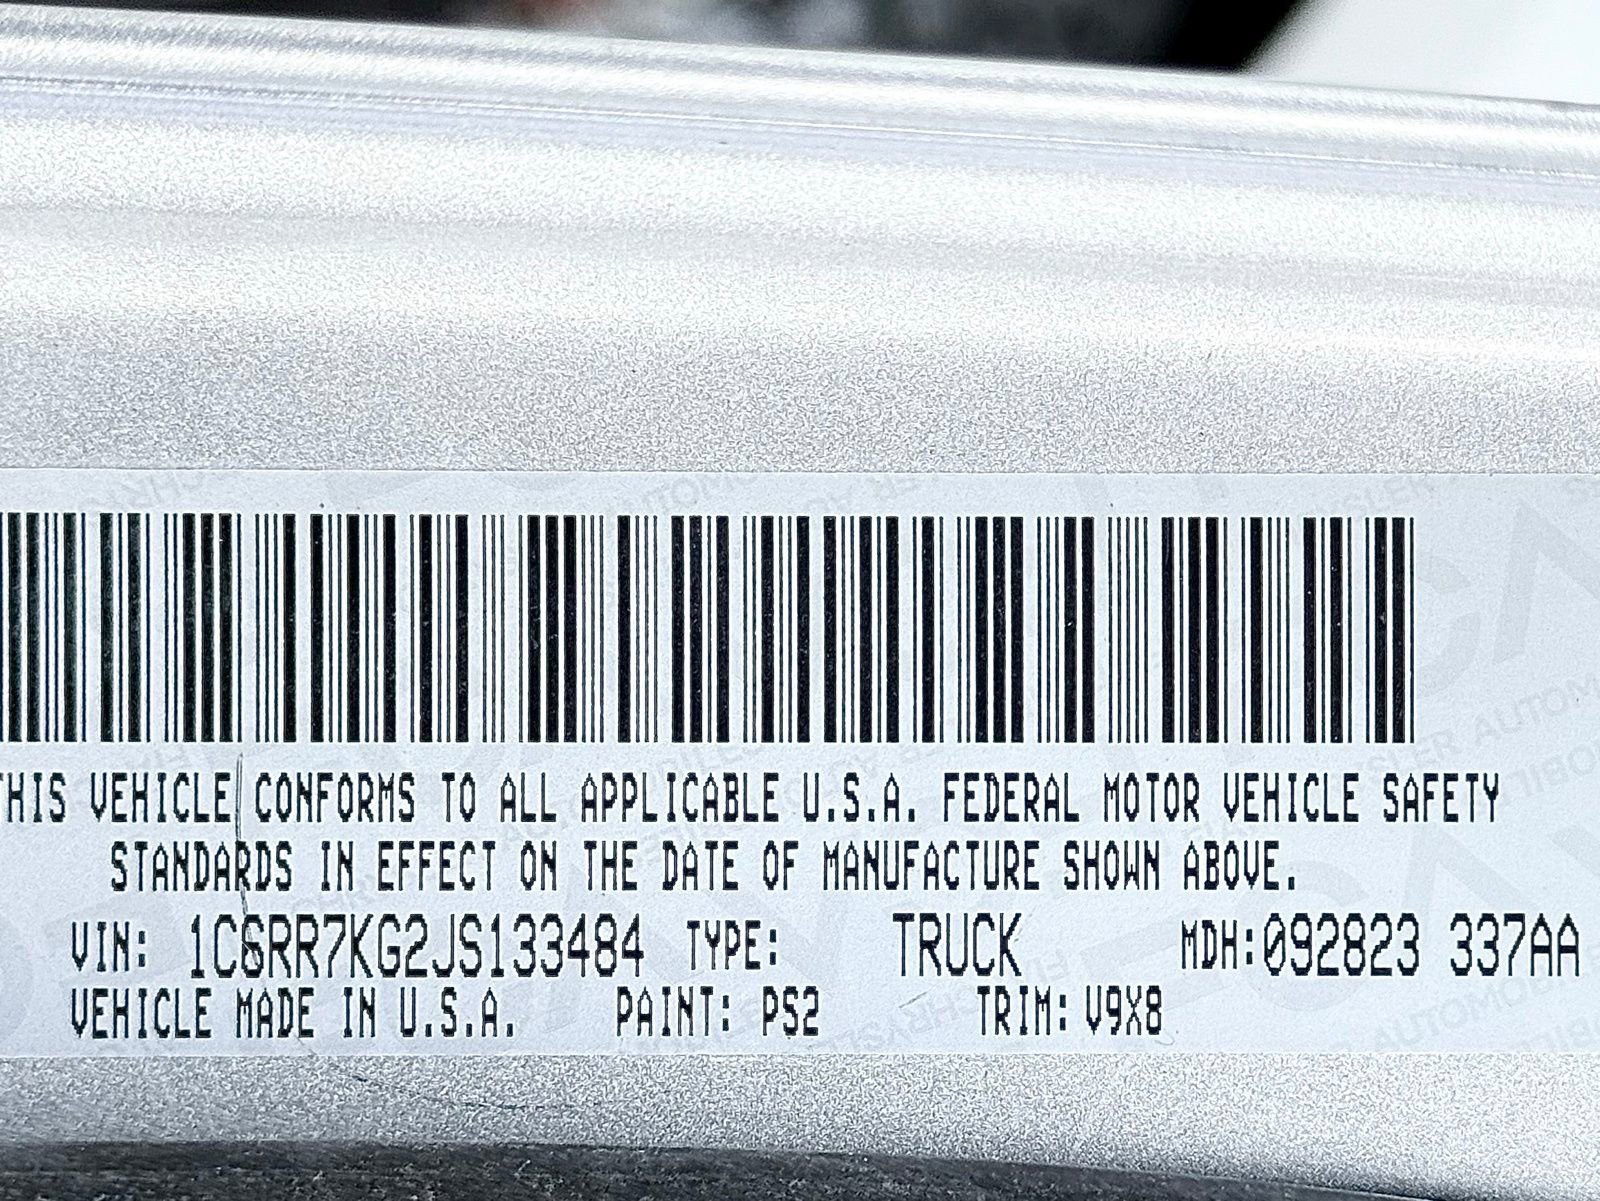 THIS VEHICLE CONFORMS TO ALL APPLICABLE U.S.A. FEDERAL MOTOR VEHICLE SAFETY
STANDARDS IN EFFECT ON THE DATE OF MANUFACTURE SHOWN ABOVE.
VIN: 1C6RR7KG2JS133484 TYPE: TRUCK MDH:092823 337AA
VEHICLE MADE IN U.S.A. PAINT: PS2 TRIM: V9X8